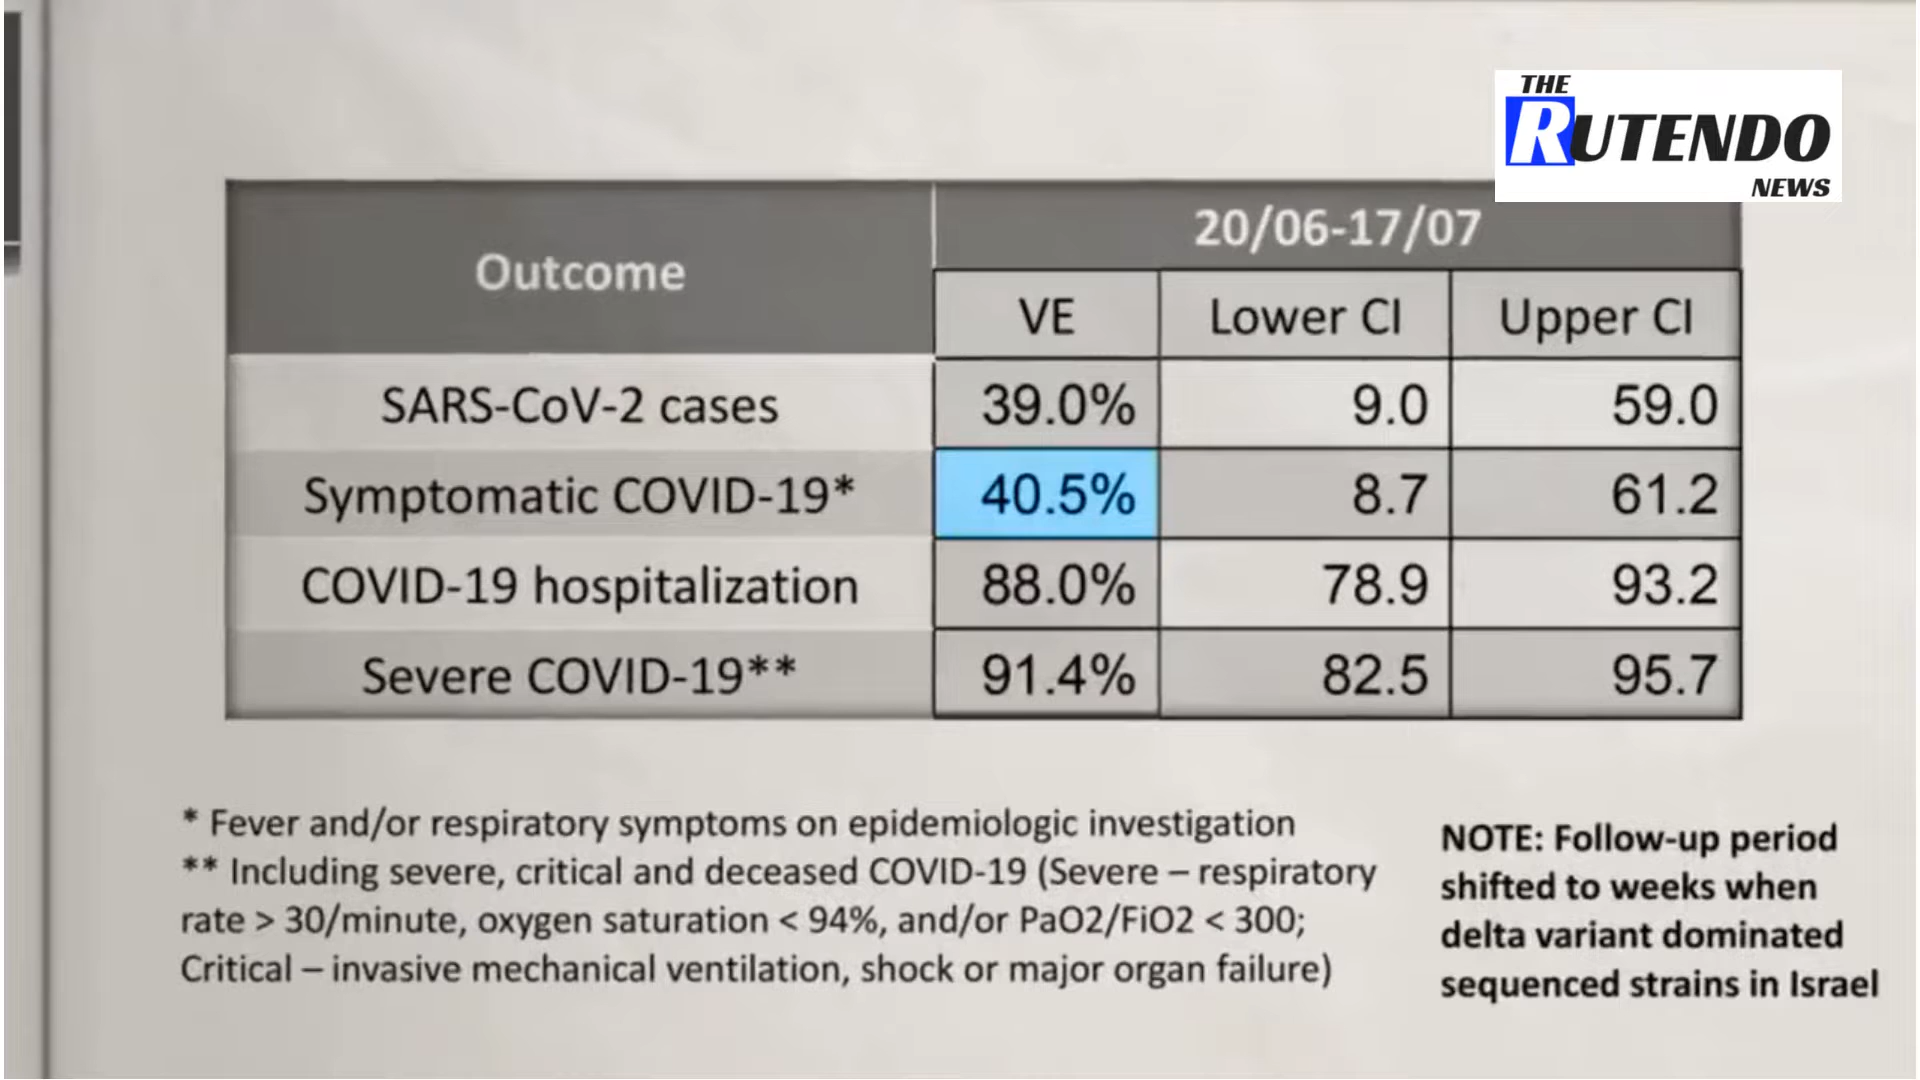 THE
RUTENDO
NEWS
Outcome
20/06-17/07
VE Lower CI Upper CI
SARS-CoV-2 cases 39.0% 9.0 59.0
Symptomatic COVID-19* 40.5% 8.7 61.2
COVID-19 hospitalization 88.0% 78.9 93.2
Severe COVID-19** 91.4% 82.5 95.7
* Fever and/or respiratory symptoms on epidemiologic investigation
** Including severe, critical and deceased COVID-19 (Severe – respiratory
rate > 30/minute, oxygen saturation < 94%, and/or PaO2/FiO2 < 300;
Critical – invasive mechanical ventilation, shock or major organ failure)
NOTE: Follow-up period
shifted to weeks when
delta variant dominated
sequenced strains in Israel